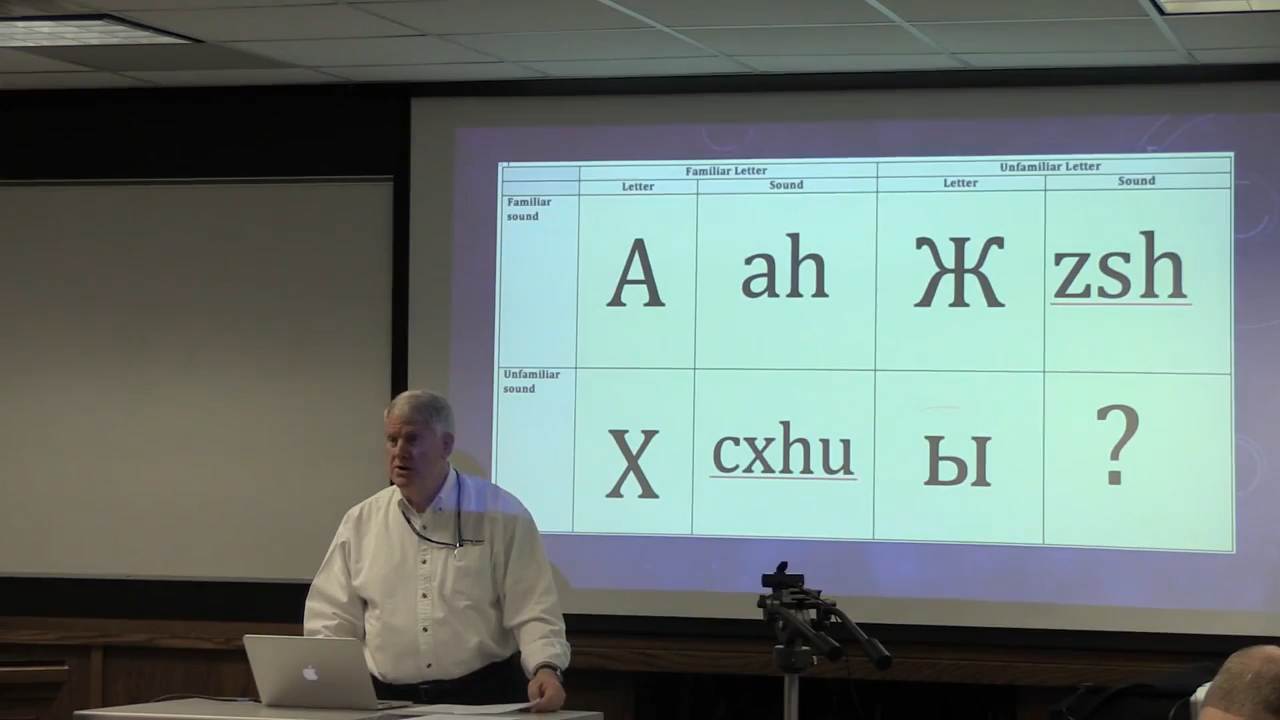 Familiar Letter
Unfamiliar Letter
Letter
Sound
Letter
Sound
Familiar
sound
А
ah
Ж
zsh
Unfamiliar
sound
Х
cxhu
ы
?